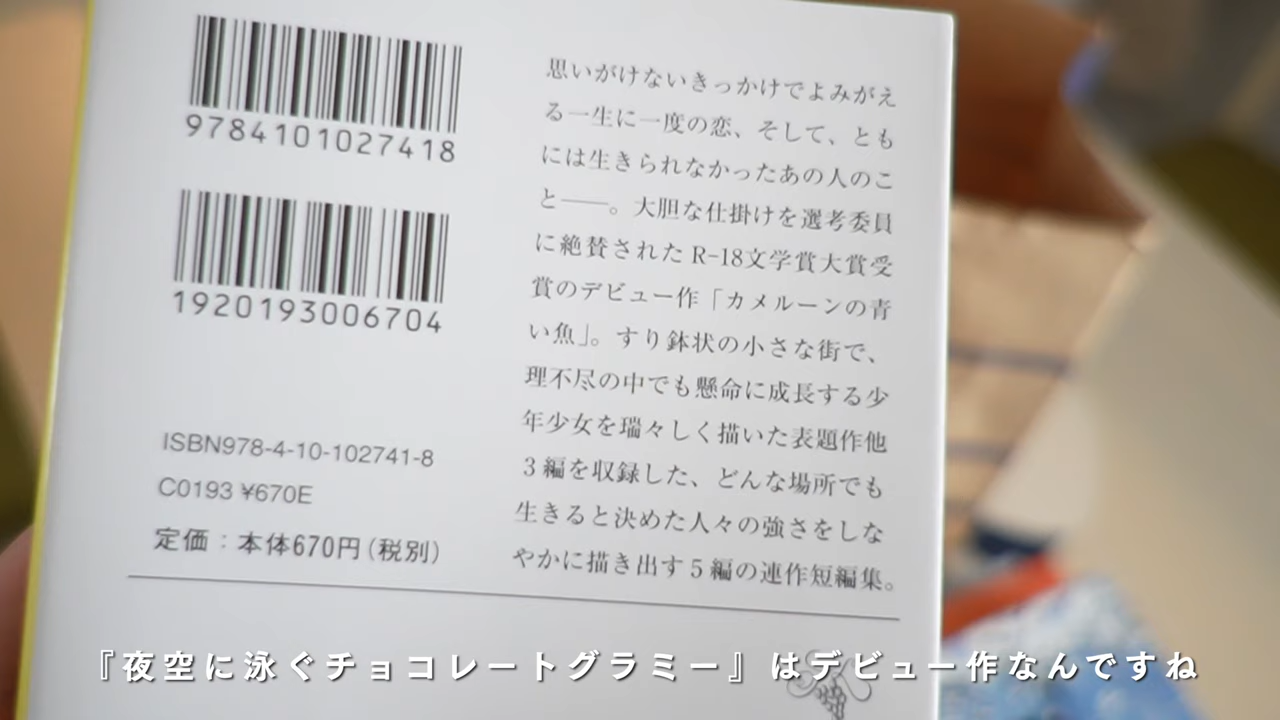 9784101027418
1920193006704
ISBN978-4-10-102741-8
C0193 ¥670E
定価：本体670円（税別）
思いがけないきっかけでよみがえ
る一生に一度の恋、そして、とも
には生きられなかったあの人のこ
と――。大胆な仕掛けを選考委員
に絶賛されたR-18文学賞大賞受
賞のデビュー作「カメルーンの青
い魚」。すり鉢状の小さな街で、
理不尽の中でも懸命に成長する少
年少女を瑞々しく描いた表題作他
3編を収録した、どんな場所でも
生きると決めた人々の強さをしな
やかに描き出す5編の連作短編集。
『夜空に泳ぐチョコレートグラミー』はデビュー作なんですね